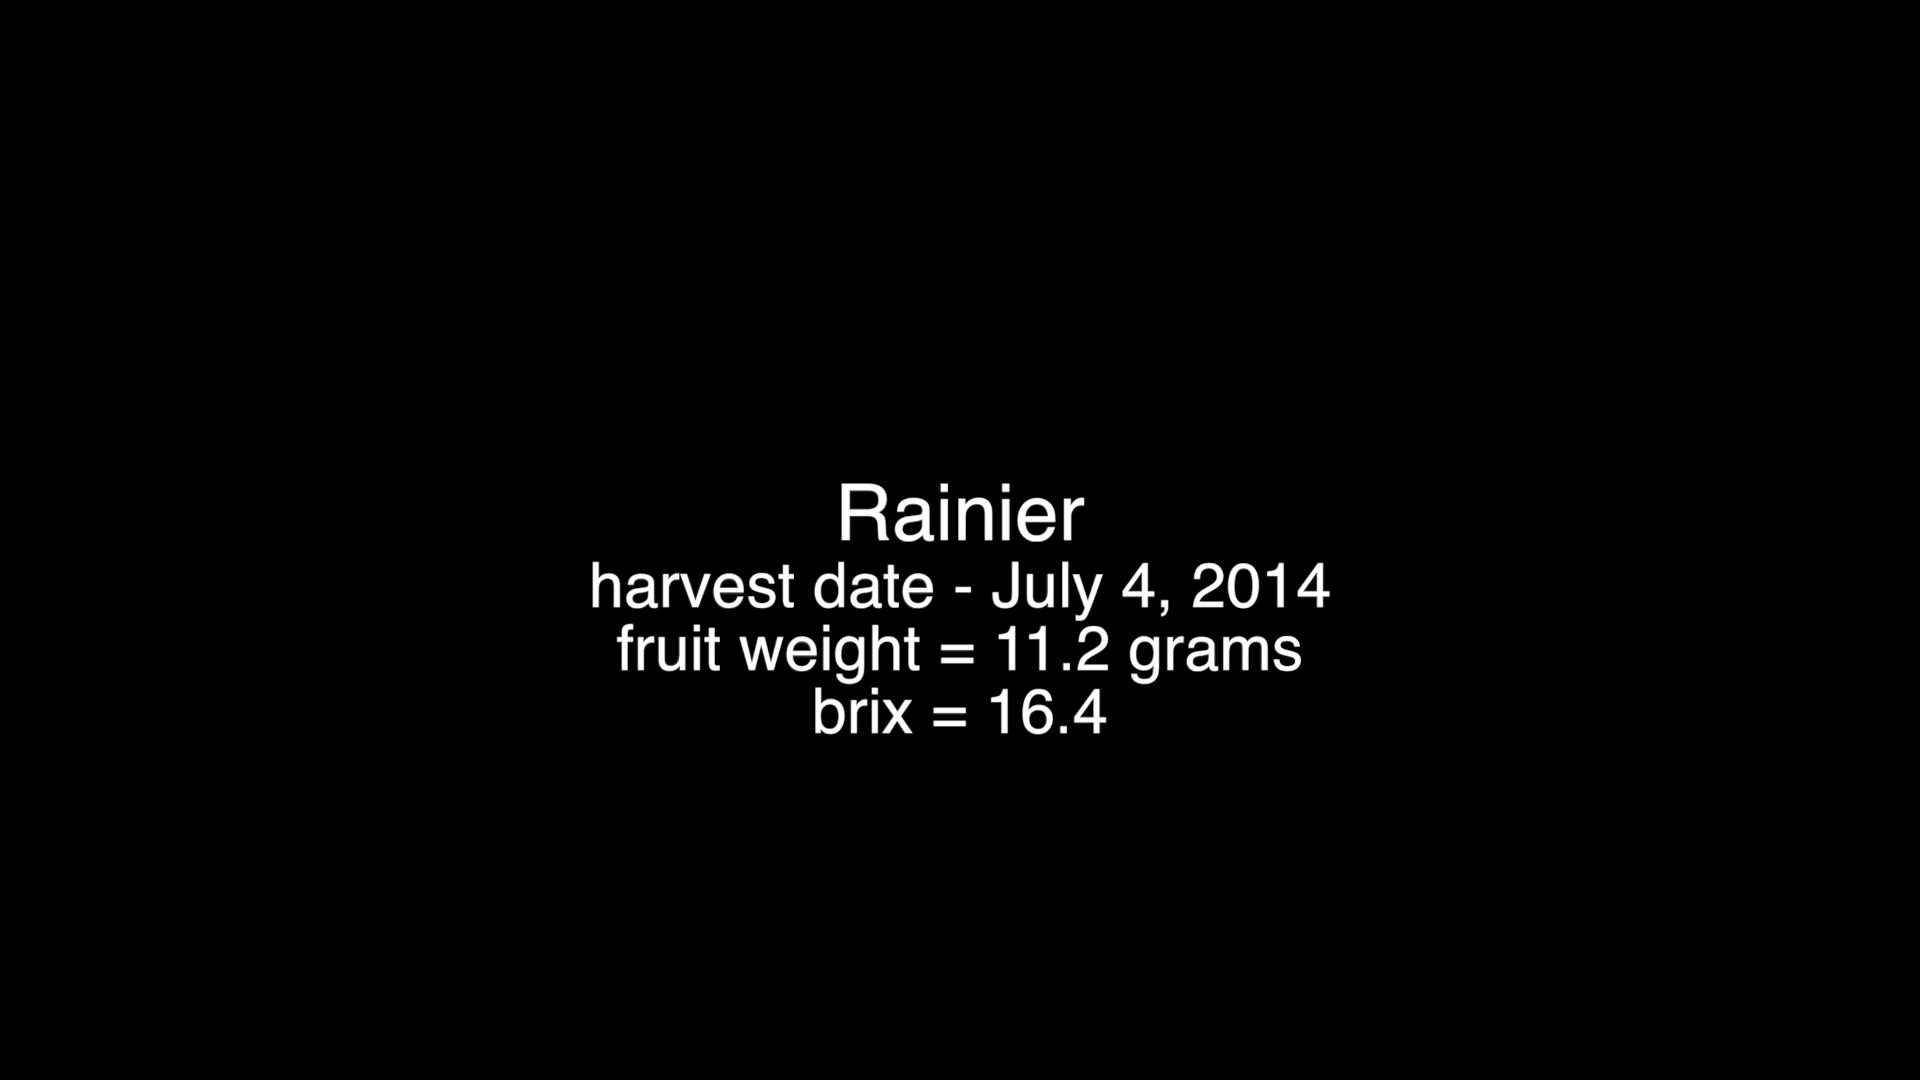 Rainier
harvest date - July 4, 2014
fruit weight = 11.2 grams
brix = 16.4